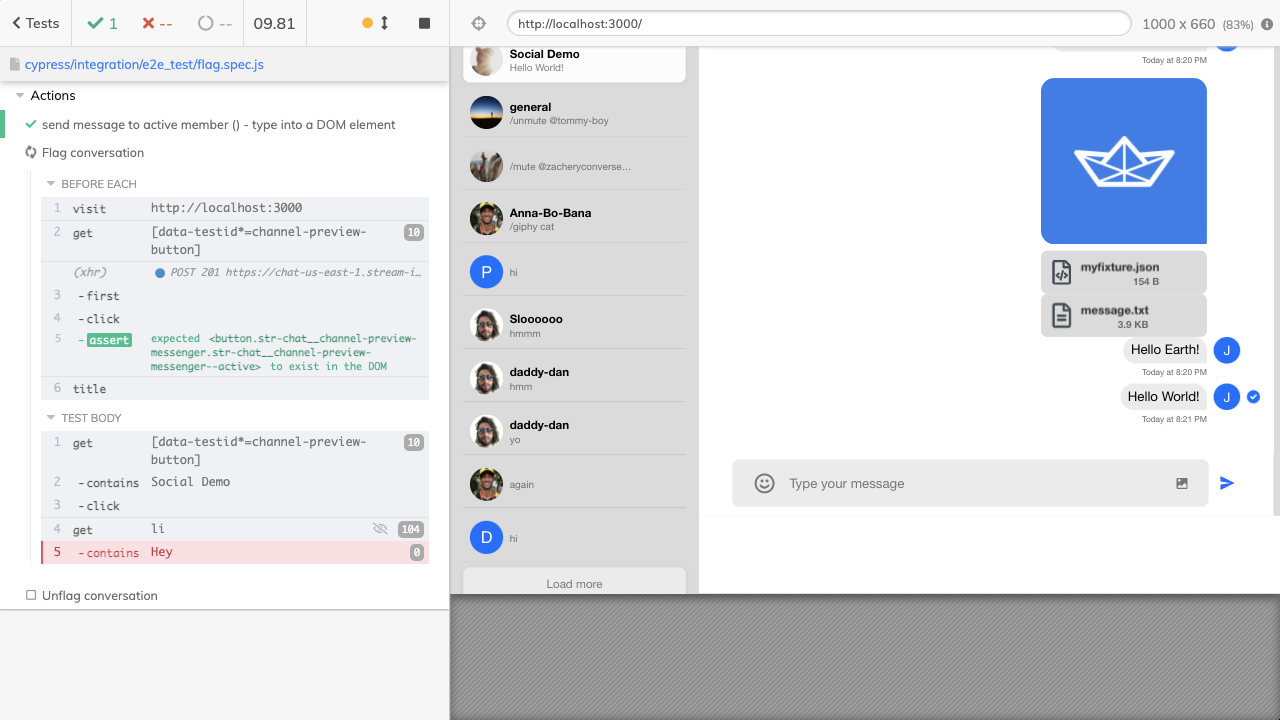 Tests
1
--
--
09.81
cypress/integration/e2e_test/flag.spec.js
Actions
send message to active member () - type into a DOM element
Flag conversation
BEFORE EACH
1 visit http://localhost:3000
2 get [data-testid*=channel-preview-
button]
10
(xhr) POST 201 https://chat-us-east-1.stream-i…
3 -first
4 -click
5 -assert expected <button.str-chat__channel-preview-
messenger.str-chat__channel-preview-
messenger--active> to exist in the DOM
6 title
TEST BODY
1 get [data-testid*=channel-preview-
button]
10
2 -contains Social Demo
3 -click
4 get li 104
5 -contains Hey 0
Unflag conversation
http://localhost:3000/
1000 x 660 (83%)
Social Demo
Hello World!
general
/unmute @tommy-boy
/mute @zacheryconverse…
Anna-Bo-Bana
/giphy cat
P
hi
Sloooooo
hmmm
daddy-dan
hmm
daddy-dan
yo
again
D
hi
Load more
Today at 8:20 PM
myfixture.json
154 B
message.txt
3.9 KB
Hello Earth!
J
Today at 8:20 PM
Hello World!
J
Today at 8:21 PM
Type your message